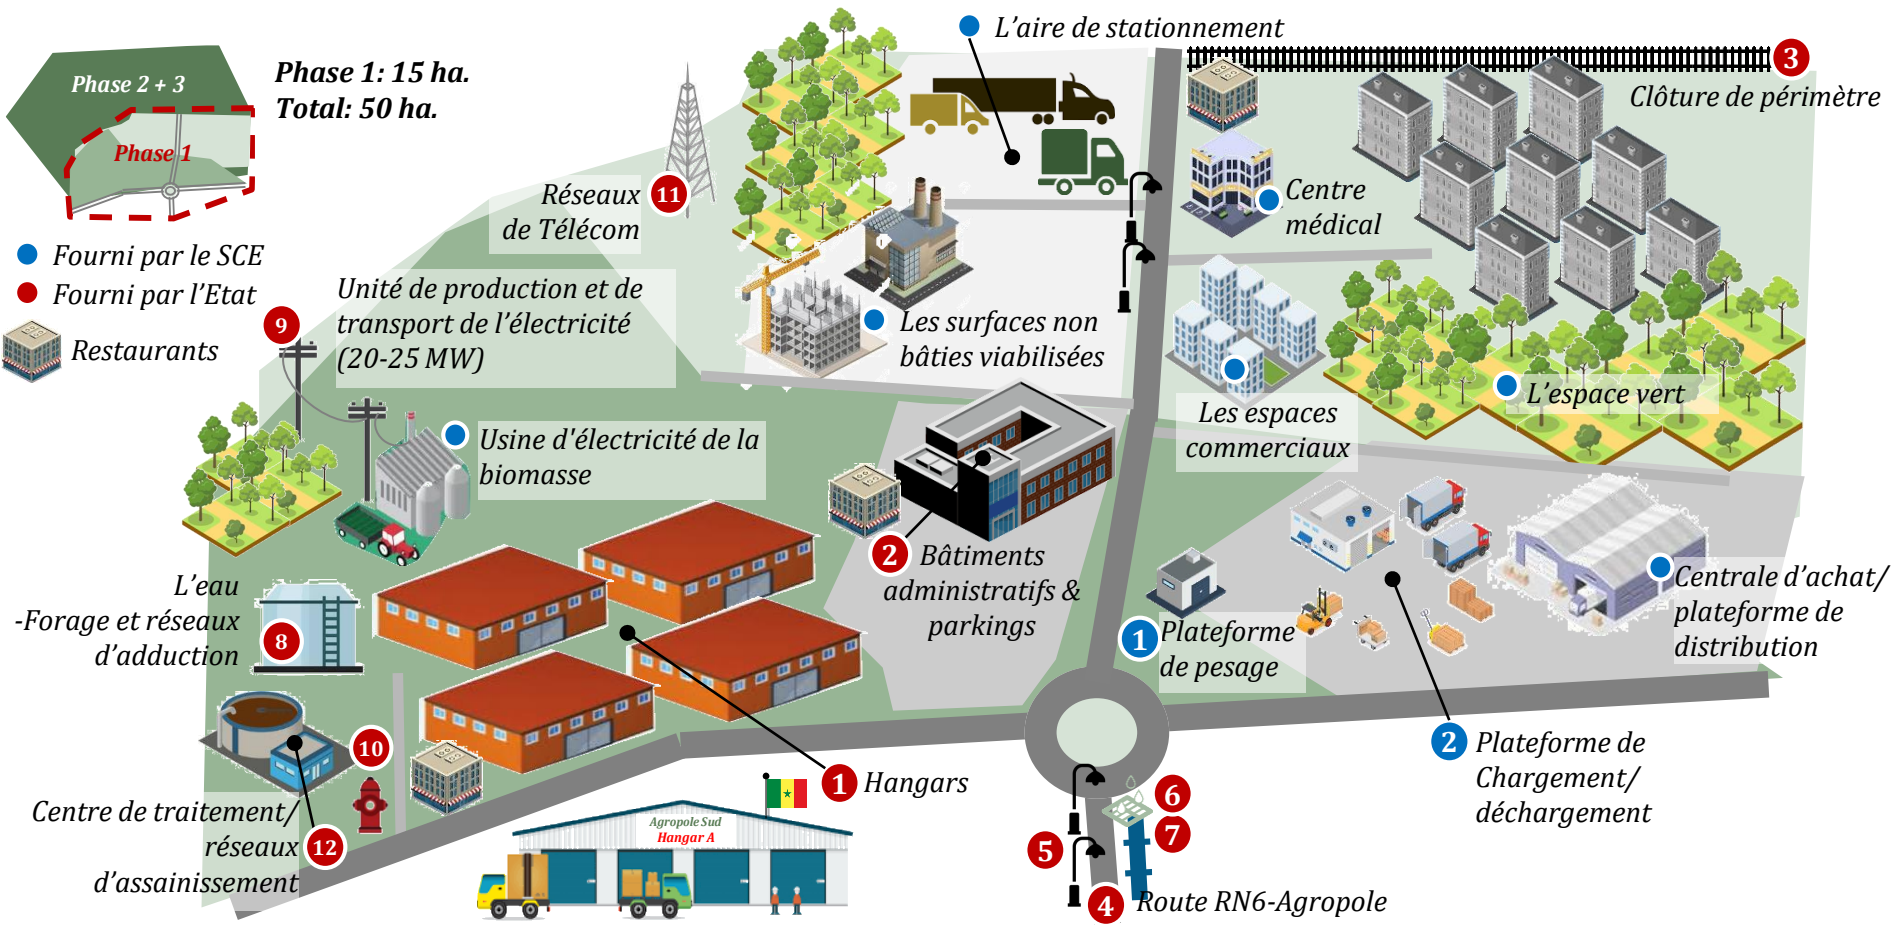 Phase 2 + 3
Phase 1
Phase 1: 15 ha.
Total: 50 ha.
Fourni par le SCE
Fourni par l'Etat
Restaurants
L'aire de stationnement
3
Clôture de périmètre
Réseaux
de Télécom
11
Centre
médical
9
Unité de production et de
transport de l'électricité
(20-25 MW)
Les surfaces non
bâties viabilisées
L'espace vert
Les espaces
commerciaux
Usine d'électricité de la
biomasse
2
Bâtiments
administratifs &
parkings
L'eau
-Forage et réseaux
d'adduction
8
1
Plateforme
de pesage
Centrale d'achat/
plateforme de
distribution
10
1
Hangars
2
Plateforme de
Chargement/
déchargement
Centre de traitement/
réseaux
d'assainissement
12
Agropole Sud
Hangar A
6
7
5
4
Route RN6-Agropole